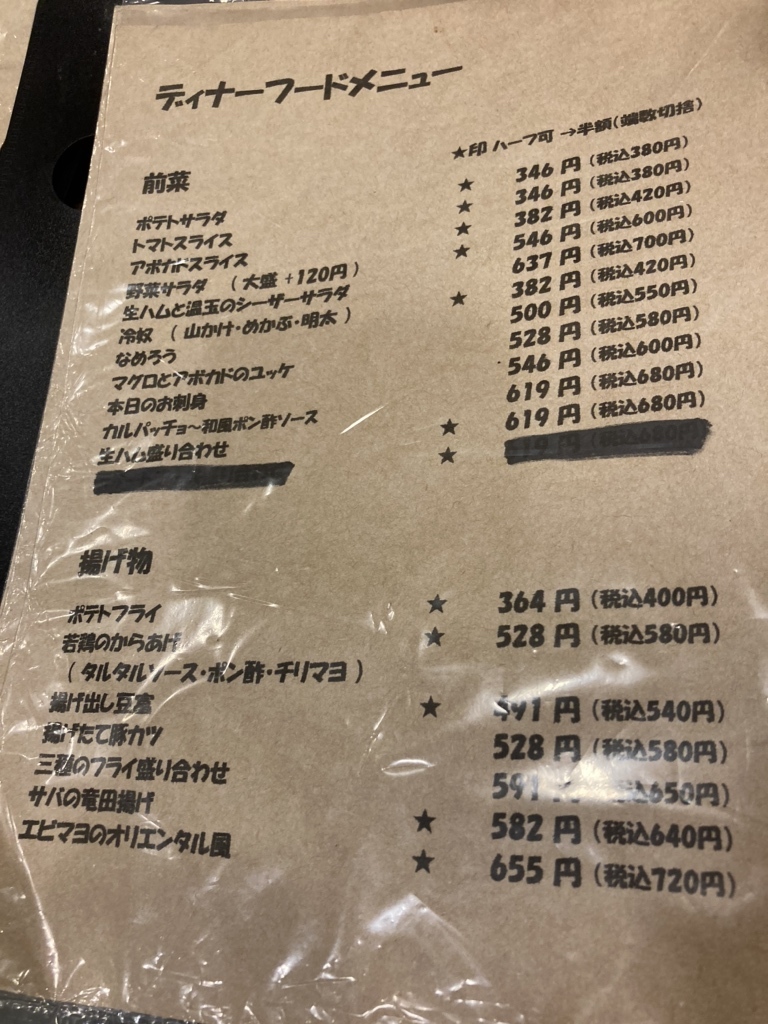 ディナーフードメニュー
★印 ハーフ可 →半額(端数切捨)
前菜
ポテトサラダ ★ 346 円 (税込380円)
トマトスライス ★ 346 円 (税込380円)
アボカドスライス ★ 382 円 (税込420円)
野菜サラダ ( 大盛 +120円 ) ★ 546 円 (税込600円)
生ハムと温玉のシーザーサラダ 637 円 (税込700円)
冷奴 ( 山かけ・めかぶ・明太 ) ★ 382 円 (税込420円)
なめろう 500 円 (税込550円)
マグロとアボカドのユッケ 528 円 (税込580円)
本日のお刺身 546 円 (税込600円)
カルパッチョ～和風ポン酢ソース 619 円 (税込680円)
生ハム盛り合わせ ★ 619 円 (税込680円)
★
揚げ物
ポテトフライ ★ 364 円 (税込400円)
若鶏のからあげ ★ 528 円 (税込580円)
( タルタルソース・ポン酢・チリマヨ )
揚げ出し豆富 ★ 491 円 (税込540円)
揚げたて豚カツ 528 円 (税込580円)
三種のフライ盛り合わせ 591 円 (税込650円)
サバの竜田揚げ ★ 582 円 (税込640円)
エビマヨのオリエンタル風 ★ 655 円 (税込720円)